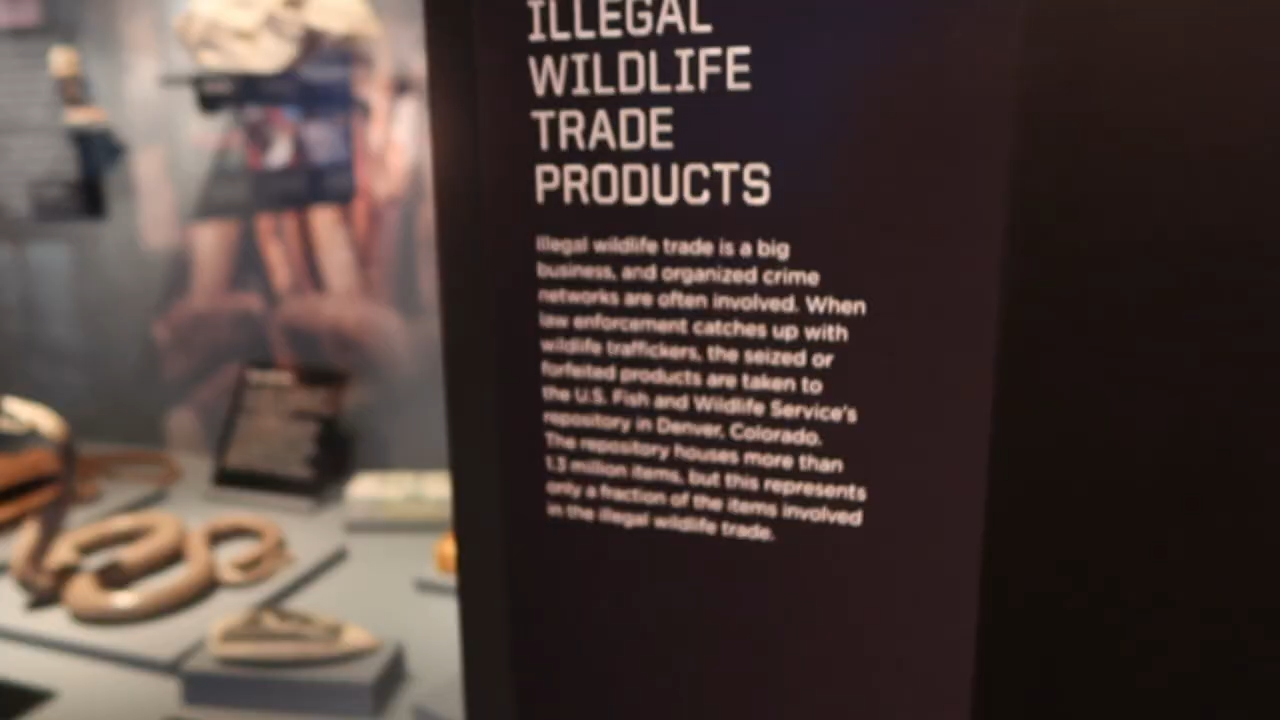 ILLEGAL
WILDLIFE
TRADE
PRODUCTS
Illegal wildlife trade is a big
business, and organized crime
networks are often involved. When
law enforcement catches up with
wildlife traffickers, the seized or
forfeited products are taken to
the U.S. Fish and Wildlife Service's
repository in Denver, Colorado.
The repository houses more than
1.3 million items, but this represents
only a fraction of the items involved
in the illegal wildlife trade.